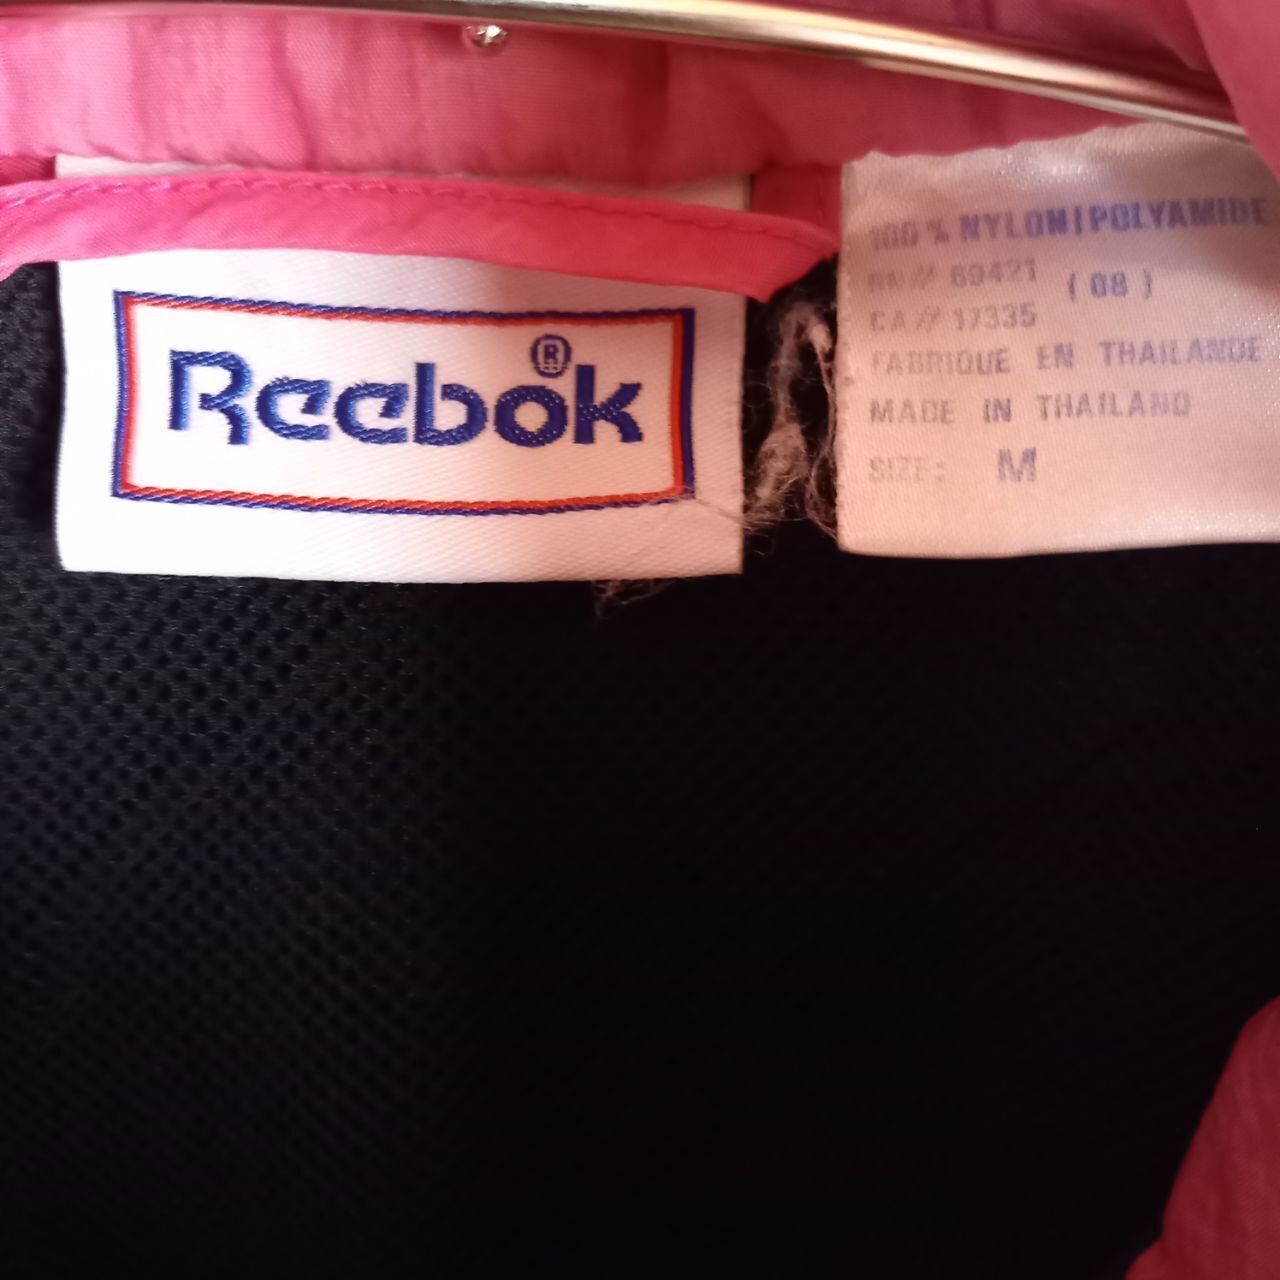 Reebok®
100% NYLON/POLYAMIDE
RN// 69421 (08)
CA// 17335
FABRIQUE EN THAILANDE
MADE IN THAILAND
SIZE: M